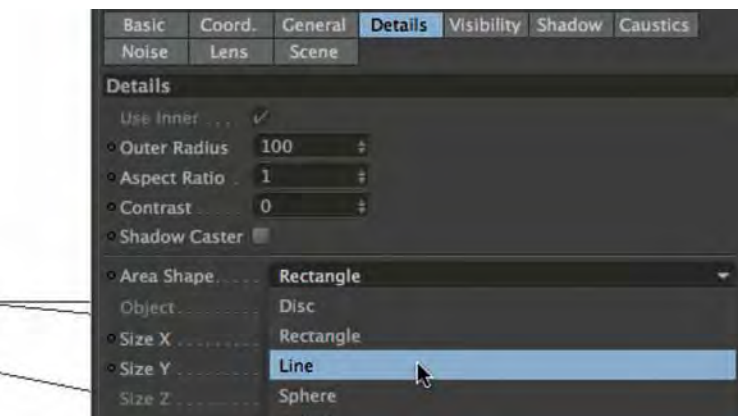 Basic Coord. General Details Visibility Shadow Caustics
Noise Lens Scene
Details
Use Inner
Outer Radius 100
Aspect Ratio 1
Contrast 0
Shadow Caster
Area Shape Rectangle
Object Disc
Size X Rectangle
Size Y Line
Size Z Sphere